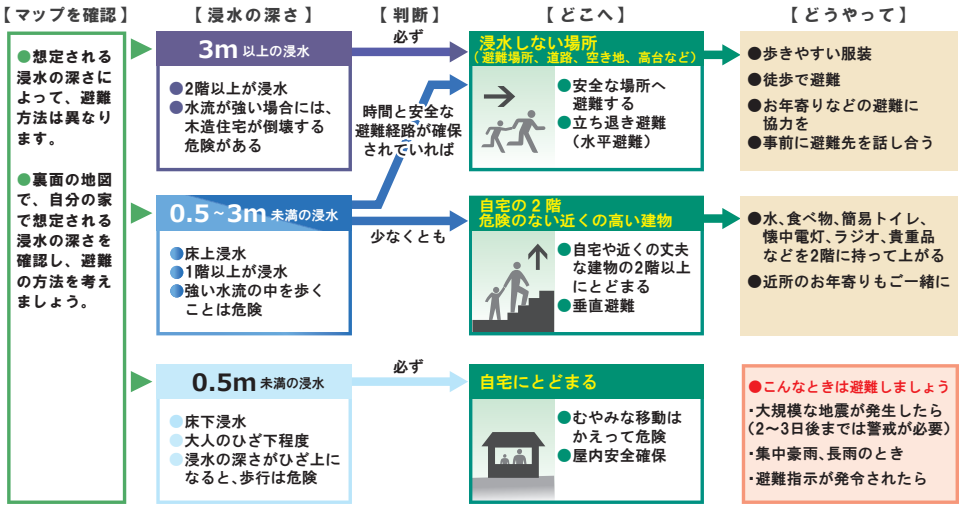 【マップを確認】
【浸水の深さ】
【判断】
【どこへ】
【どうやって】
●想定される
浸水の深さに
よって、避難
方法は異なり
ます。
●裏面の地図
で、自分の家
で想定される
浸水の深さを
確認し、避難
の方法を考え
ましょう。
3m以上の浸水
●2階以上が浸水
●水流が強い場合には、
木造住宅が倒壊する
危険がある
必ず
時間と安全な
避難経路が確保
されていれば
浸水しない場所
(避難場所、道路、空き地、高台など)
●安全な場所へ
避難する
●立ち退き避難
(水平避難)
●歩きやすい服装
●徒歩で避難
●お年寄りなどの避難に
協力を
●事前に避難先を話し合う
0.5~3m未満の浸水
●床上浸水
●1階以上が浸水
●強い水流の中を歩く
ことは危険
少なくとも
自宅の2階
危険のない近くの高い建物
●自宅や近くの丈夫
な建物の2階以上
にとどまる
●垂直避難
●水、食べ物、簡易トイレ、
懐中電灯、ラジオ、貴重品
などを2階に持って上がる
●近所のお年寄りもご一緒に
0.5m未満の浸水
●床下浸水
●大人のひざ下程度
●浸水の深さがひざ上に
なると、歩行は危険
必ず
自宅にとどまる
●むやみな移動は
かえって危険
●屋内安全確保
●こんなときは避難しましょう
・大規模な地震が発生したら
(2〜3日後までは警戒が必要)
・集中豪雨、長雨のとき
・避難指示が発令されたら